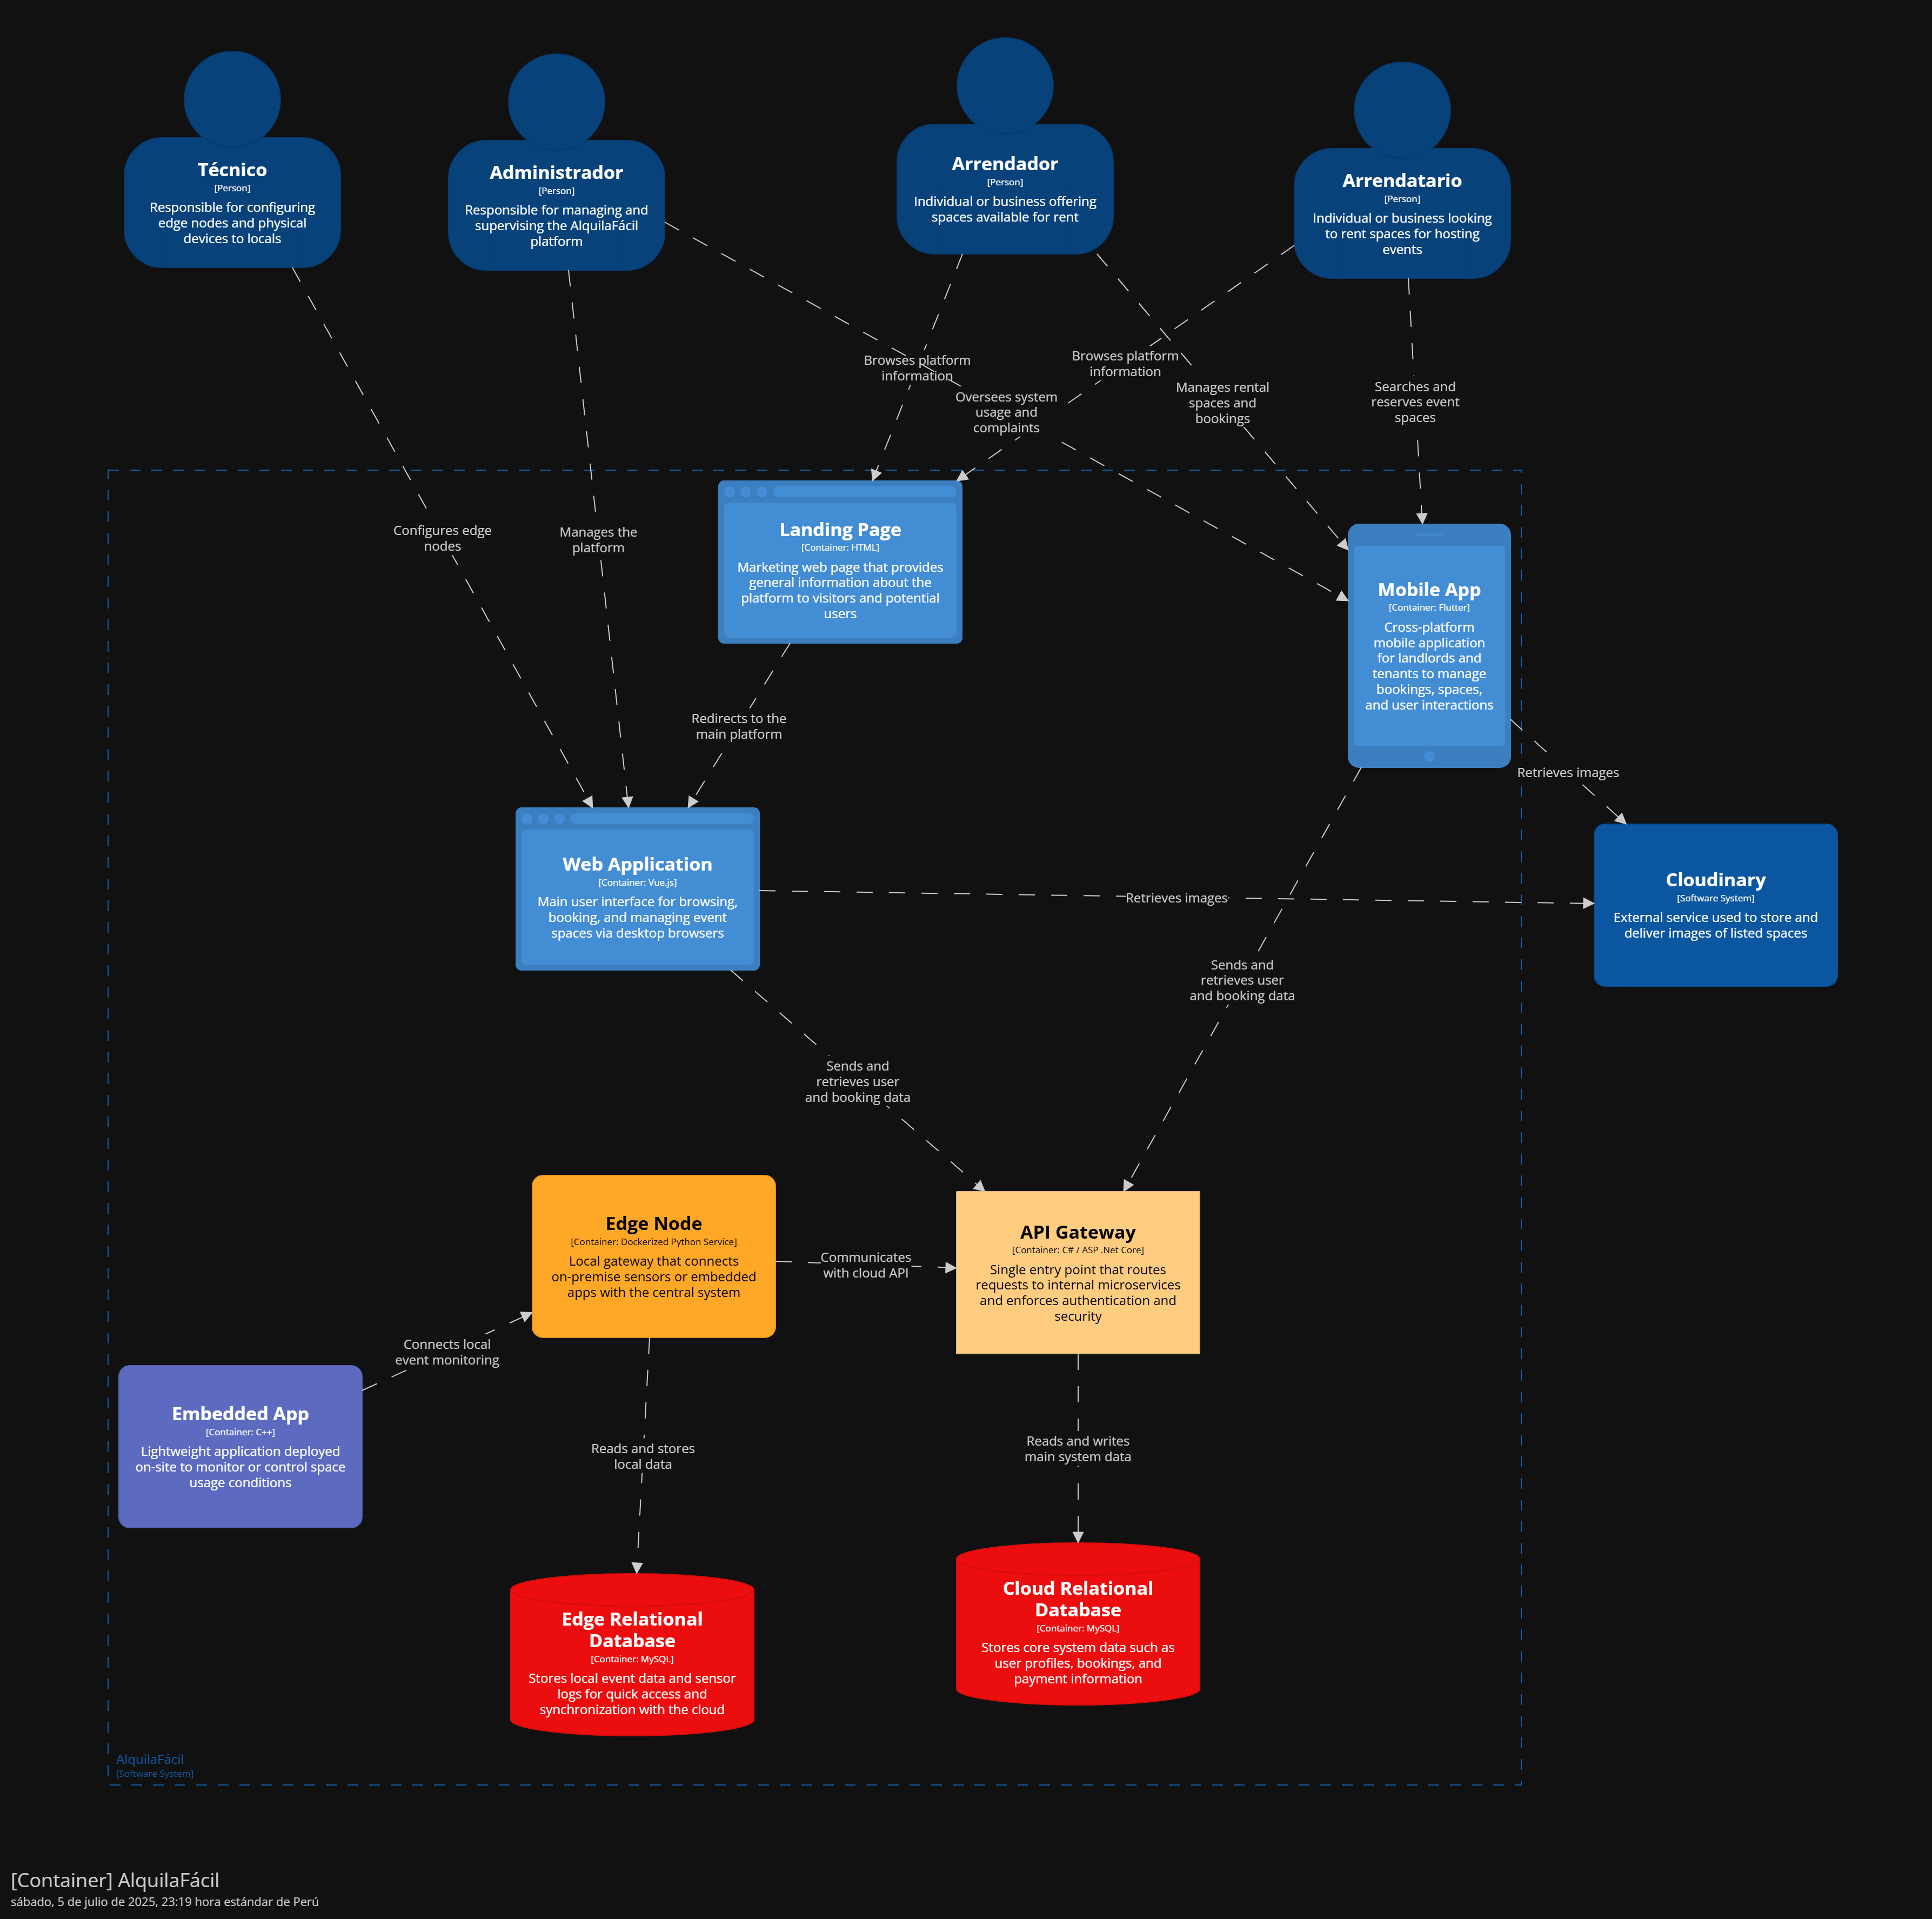 Técnico
[Person]
Responsible for configuring
edge nodes and physical
devices to locals
Administrador
[Person]
Responsible for managing and
supervising the AlquilaFácil
platform
Arrendador
[Person]
Individual or business offering
spaces available for rent
Arrendatario
[Person]
Individual or business looking
to rent spaces for hosting
events
Browses platform
information
Browses platform
information
Oversees system
usage and
complaints
Manages rental
spaces and
bookings
Searches and
reserves event
spaces
Configures edge
nodes
Manages the
platform
Landing Page
[Container: HTML]
Marketing web page that provides
general information about the
platform to visitors and potential
users
Mobile App
[Container: Flutter]
Cross-platform
mobile application
for landlords and
tenants to manage
bookings, spaces,
and user interactions
Redirects to the
main platform
Retrieves images
Web Application
[Container: Vue.js]
Main user interface for browsing,
booking, and managing event
spaces via desktop browsers
Retrieves images
Cloudinary
[Software System]
External service used to store and
deliver images of listed spaces
Sends and
retrieves user
and booking data
Sends and
retrieves user
and booking data
Edge Node
[Container: Dockerized Python Service]
Local gateway that connects
on-premise sensors or embedded
apps with the central system
Communicates
with cloud API
API Gateway
[Container: C# / ASP .Net Core]
Single entry point that routes
requests to internal microservices
and enforces authentication and
security
Connects local
event monitoring
Embedded App
[Container: C++]
Lightweight application deployed
on-site to monitor or control space
usage conditions
Reads and stores
local data
Reads and writes
main system data
Edge Relational
Database
[Container: MySQL]
Stores local event data and sensor
logs for quick access and
synchronization with the cloud
Cloud Relational
Database
[Container: MySQL]
Stores core system data such as
user profiles, bookings, and
payment information
AlquilaFácil
[Software System]
[Container] AlquilaFácil
sábado, 5 de julio de 2025, 23:19 hora estándar de Perú